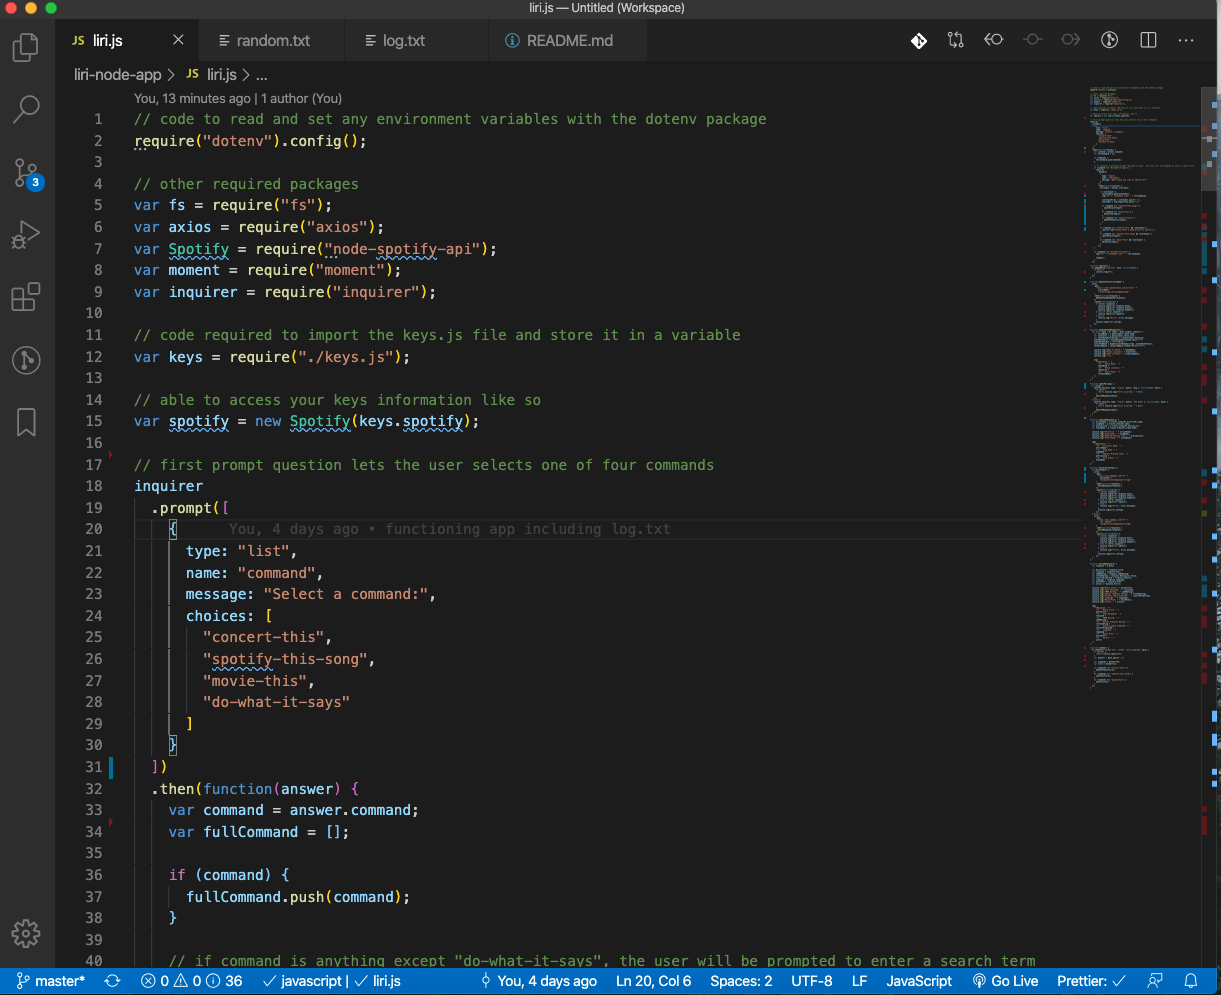 liri.js — Untitled (Workspace)
JS liri.js
random.txt
log.txt
README.md
liri-node-app > JS liri.js > ...
You, 13 minutes ago | 1 author (You)
1 // code to read and set any environment variables with the dotenv package
2 require("dotenv").config();
3
4 // other required packages
5 var fs = require("fs");
6 var axios = require("axios");
7 var Spotify = require("node-spotify-api");
8 var moment = require("moment");
9 var inquirer = require("inquirer");
10
11 // code required to import the keys.js file and store it in a variable
12 var keys = require("./keys.js");
13
14 // able to access your keys information like so
15 var spotify = new Spotify(keys.spotify);
16
17 // first prompt question lets the user selects one of four commands
18 inquirer
19 .prompt([
20 { You, 4 days ago • functioning app including log.txt
21 type: "list",
22 name: "command",
23 message: "Select a command:",
24 choices: [
25 "concert-this",
26 "spotify-this-song",
27 "movie-this",
28 "do-what-it-says"
29 ]
30 }
31 ])
32 .then(function(answer) {
33 var command = answer.command;
34 var fullCommand = [];
35
36 if (command) {
37 fullCommand.push(command);
38 }
39
40 // if command is anything except "do-what-it-says", the user will be prompted to enter a search term
3
master* 0 0 36 javascript | liri.js You, 4 days ago Ln 20, Col 6 Spaces: 2 UTF-8 LF JavaScript Go Live Prettier: